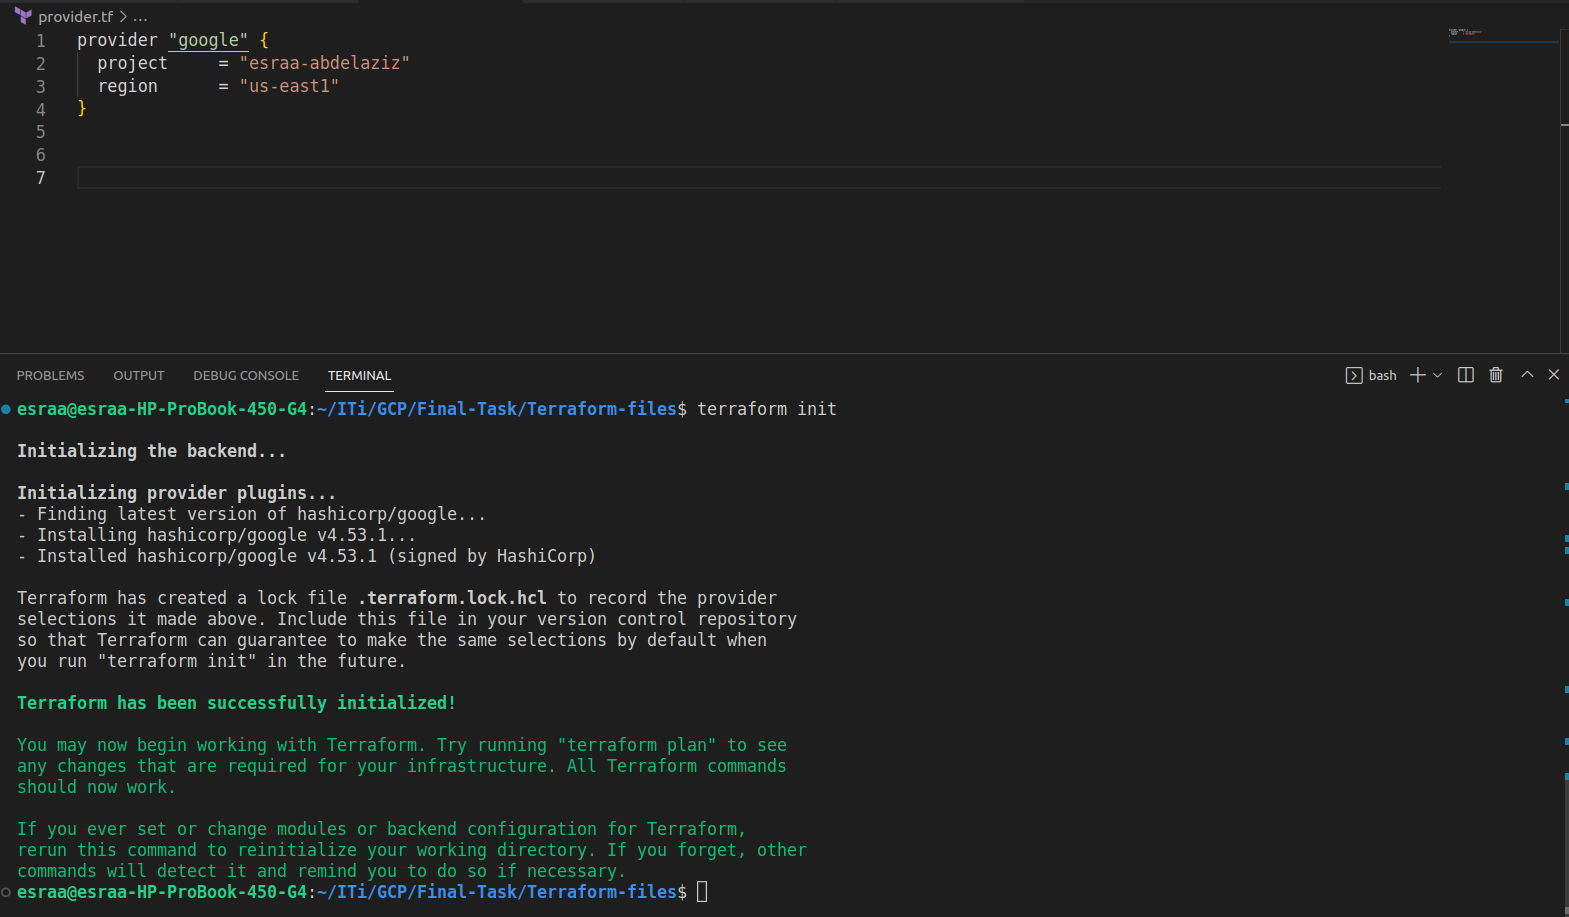 provider.tf > ...
1 provider "google" {
2   project     = "esraa-abdelaziz"
3   region      = "us-east1"
4 }
5
6
7
PROBLEMS OUTPUT DEBUG CONSOLE TERMINAL bash
esraa@esraa-HP-ProBook-450-G4:~/ITi/GCP/Final-Task/Terraform-files$ terraform init
Initializing the backend...
Initializing provider plugins...
- Finding latest version of hashicorp/google...
- Installing hashicorp/google v4.53.1...
- Installed hashicorp/google v4.53.1 (signed by HashiCorp)
Terraform has created a lock file .terraform.lock.hcl to record the provider
selections it made above. Include this file in your version control repository
so that Terraform can guarantee to make the same selections by default when
you run "terraform init" in the future.
Terraform has been successfully initialized!
You may now begin working with Terraform. Try running "terraform plan" to see
any changes that are required for your infrastructure. All Terraform commands
should now work.
If you ever set or change modules or backend configuration for Terraform,
rerun this command to reinitialize your working directory. If you forget, other
commands will detect it and remind you to do so if necessary.
esraa@esraa-HP-ProBook-450-G4:~/ITi/GCP/Final-Task/Terraform-files$